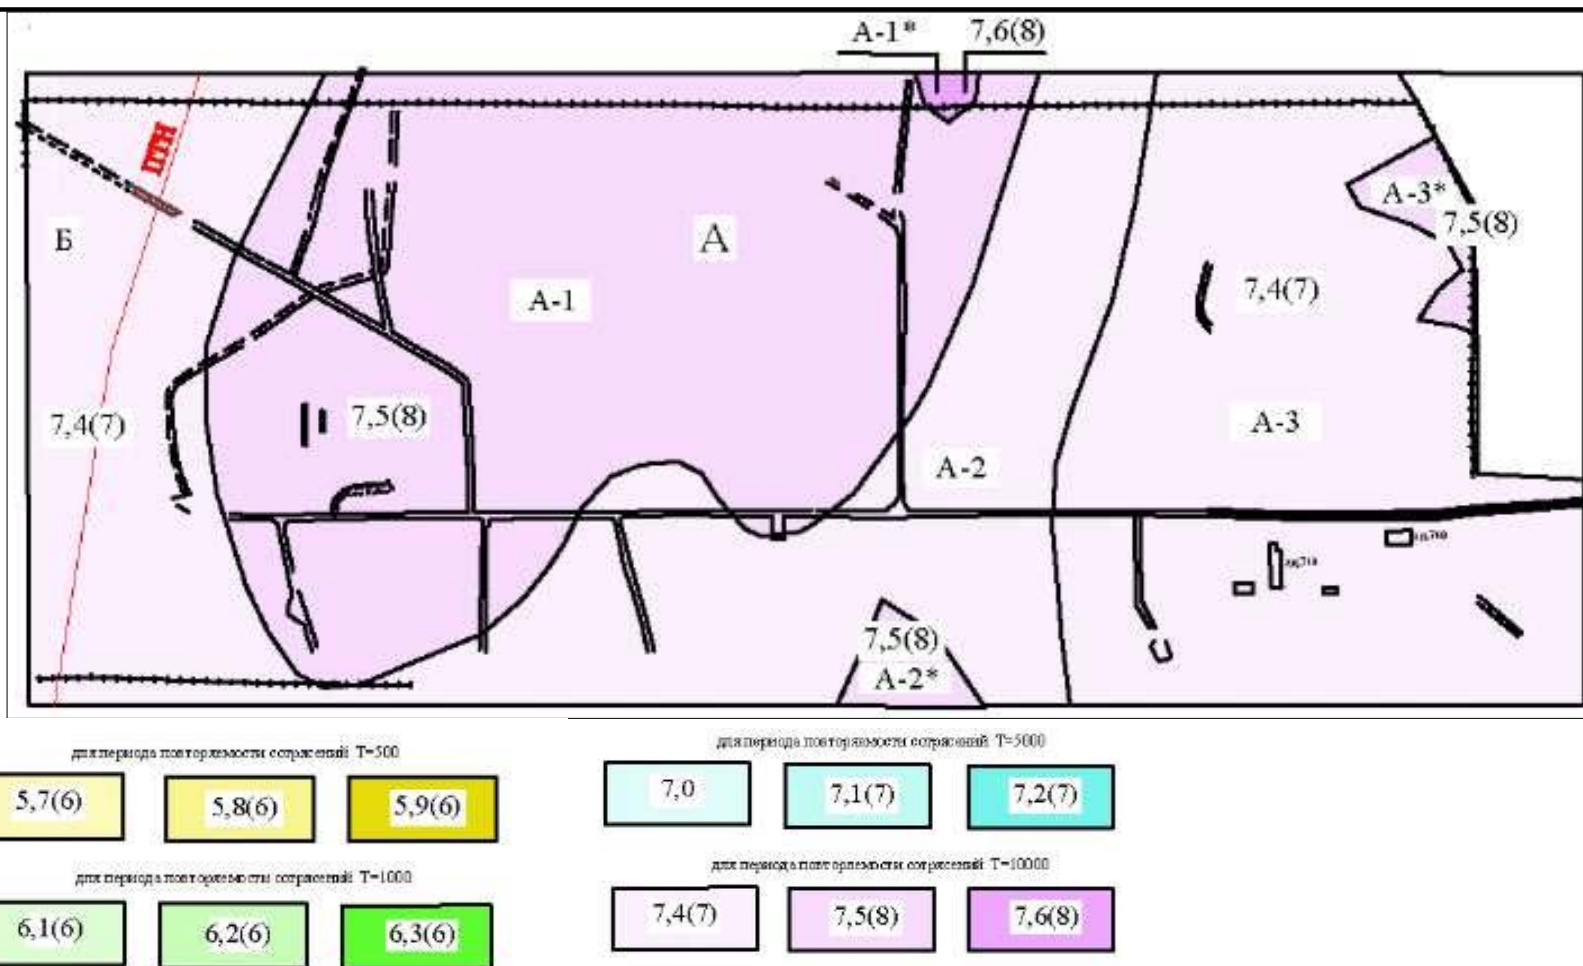 А-1* 7,6(8)
ПТН
А-3*
7,5(8)
Б
А
А-1
7,4(7)
7,4(7)
7,5(8)
А-3
А-2
7,5(8)
А-2*
для периода повторяемости сотрясений Т=500
5,7(6) 5,8(6) 5,9(6)
для периода повторяемости сотрясений Т=1000
6,1(6) 6,2(6) 6,3(6)
для периода повторяемости сотрясений Т=5000
7,0 7,1(7) 7,2(7)
для периода повторяемости сотрясений Т=10000
7,4(7) 7,5(8) 7,6(8)